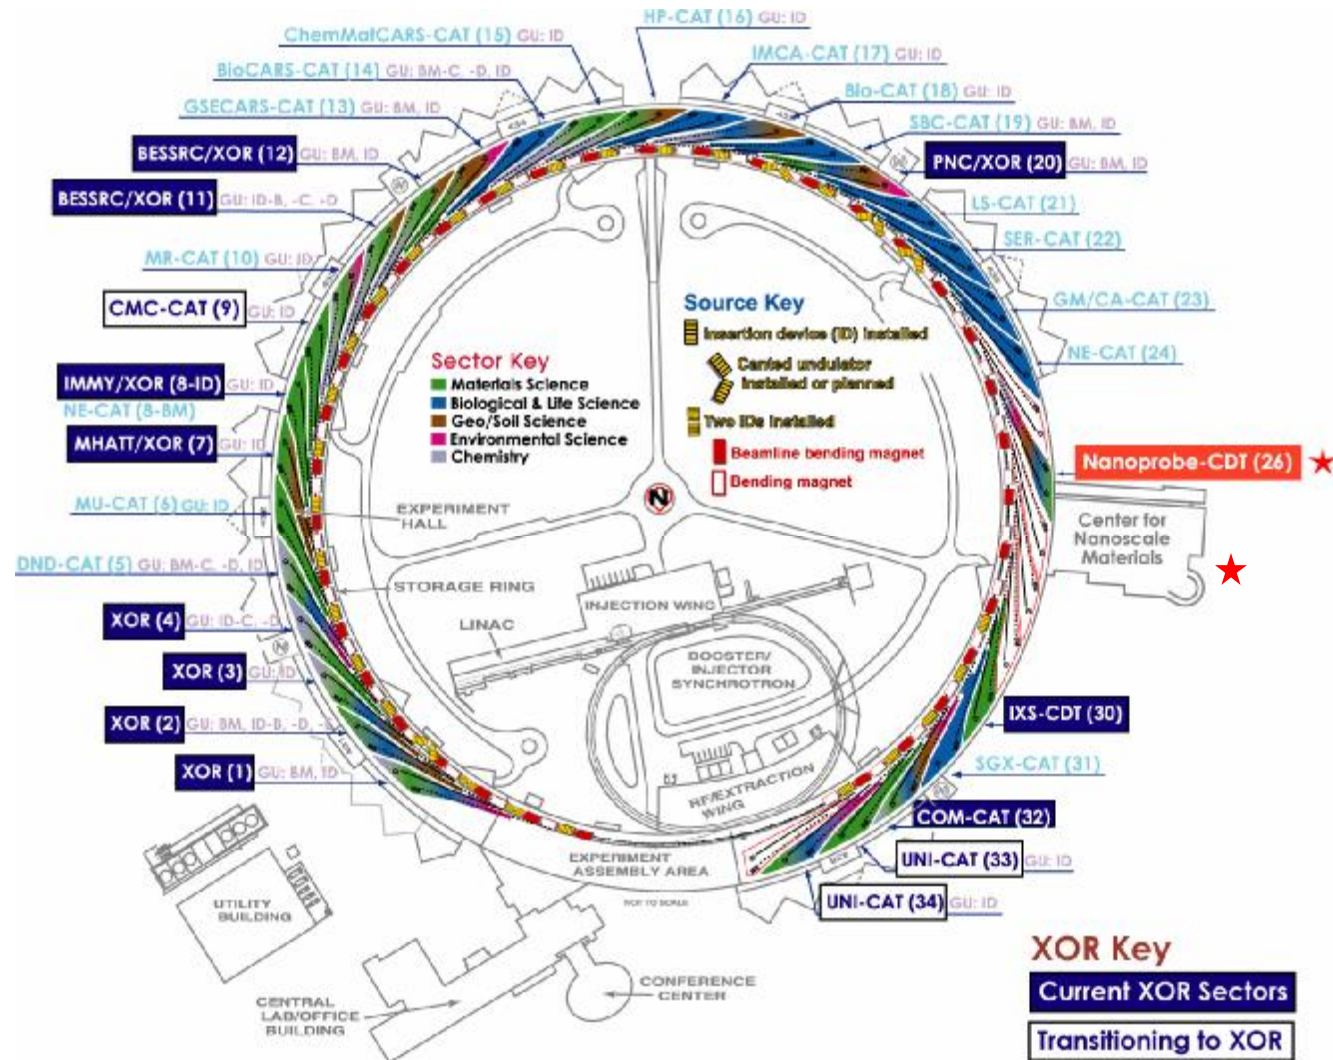 HP-CAT (16) GU: ID
ChemMatCARS-CAT (15) GU: ID
IMCA-CAT (17) GU: ID
BioCARS-CAT (14) GU: BM-C, -D, ID
Bio-CAT (18) GU: ID
GSECARS-CAT (13) GU: BM, ID
SBC-CAT (19) GU: BM, ID
BESSRC/XOR (12) GU: BM, ID
PNC/XOR (20) GU: BM, ID
BESSRC/XOR (11) GU: ID-B, -C, -D
LS-CAT (21)
SER-CAT (22)
MR-CAT (10) GU: ID
GM/CA-CAT (23)
CMC-CAT (9) GU: ID
NE-CAT (24)
Source Key
Insertion device (ID) installed
Canted undulator
installed or planned
Two IDs installed
Beamline bending magnet
Bending magnet
Sector Key
Materials Science
Biological & Life Science
Geo/Soil Science
Environmental Science
Chemistry
IMMY/XOR (8-ID) GU: ID
NE-CAT (8-BM)
MHATT/XOR (7) GU: ID
Nanoprobe-CDT (26)
MU-CAT (6) GU: ID
N
EXPERIMENT
HALL
Center for
Nanoscale
Materials
DND-CAT (5) GU: BM-C, -D, ID
STORAGE RING
INJECTION WING
LINAC
XOR (4) GU: ID-C, -D
BOOSTER/
INJECTOR
SYNCHROTRON
XOR (3) GU: ID
XOR (2) GU: BM, ID-B, -D,
IXS-CDT (30)
XOR (1) GU: BM, ID
SGX-CAT (31)
RF/EXTRACTION
WING
COM-CAT (32)
EXPERIMENT
ASSEMBLY AREA
UNI-CAT (33) GU: ID
NOT TO SCALE
UNI-CAT (34) GU: ID
UTILITY
BUILDING
CONFERENCE
CENTER
CENTRAL
LAB/OFFICE
BUILDING
XOR Key
Current XOR Sectors
Transitioning to XOR